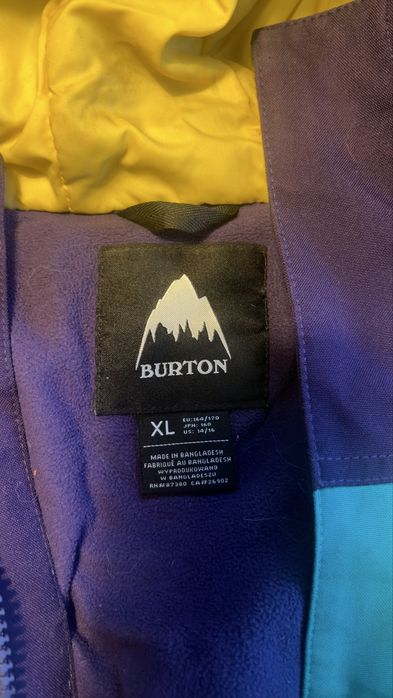 BURTON
XL
EU:164/170
JPN: 160
US: 14/16
MADE IN BANGLADESH
FABRIQUÉ AU BANGLADESH
WYPRODUKOWANO
W BANGLADESZU
RN# 87380 CA# 26902